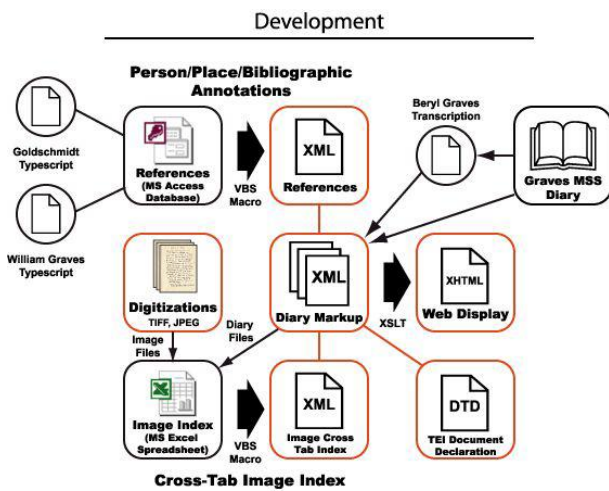 Development
Person/Place/Bibliographic
Annotations
Goldschmidt
Typescript
William Graves
Typescript
References
(MS Access
Database)
VBS
Macro
XML
References
Beryl Graves
Transcription
Graves MSS
Diary
Digitizations
TIFF, JPEG
Image
Files
Diary
Files
XML
Diary Markup
XSLT
XHTML
Web Display
Image Index
(MS Excel
Spreadsheet)
VBS
Macro
XML
Image Cross
Tab Index
DTD
TEI Document
Declaration
Cross-Tab Image Index